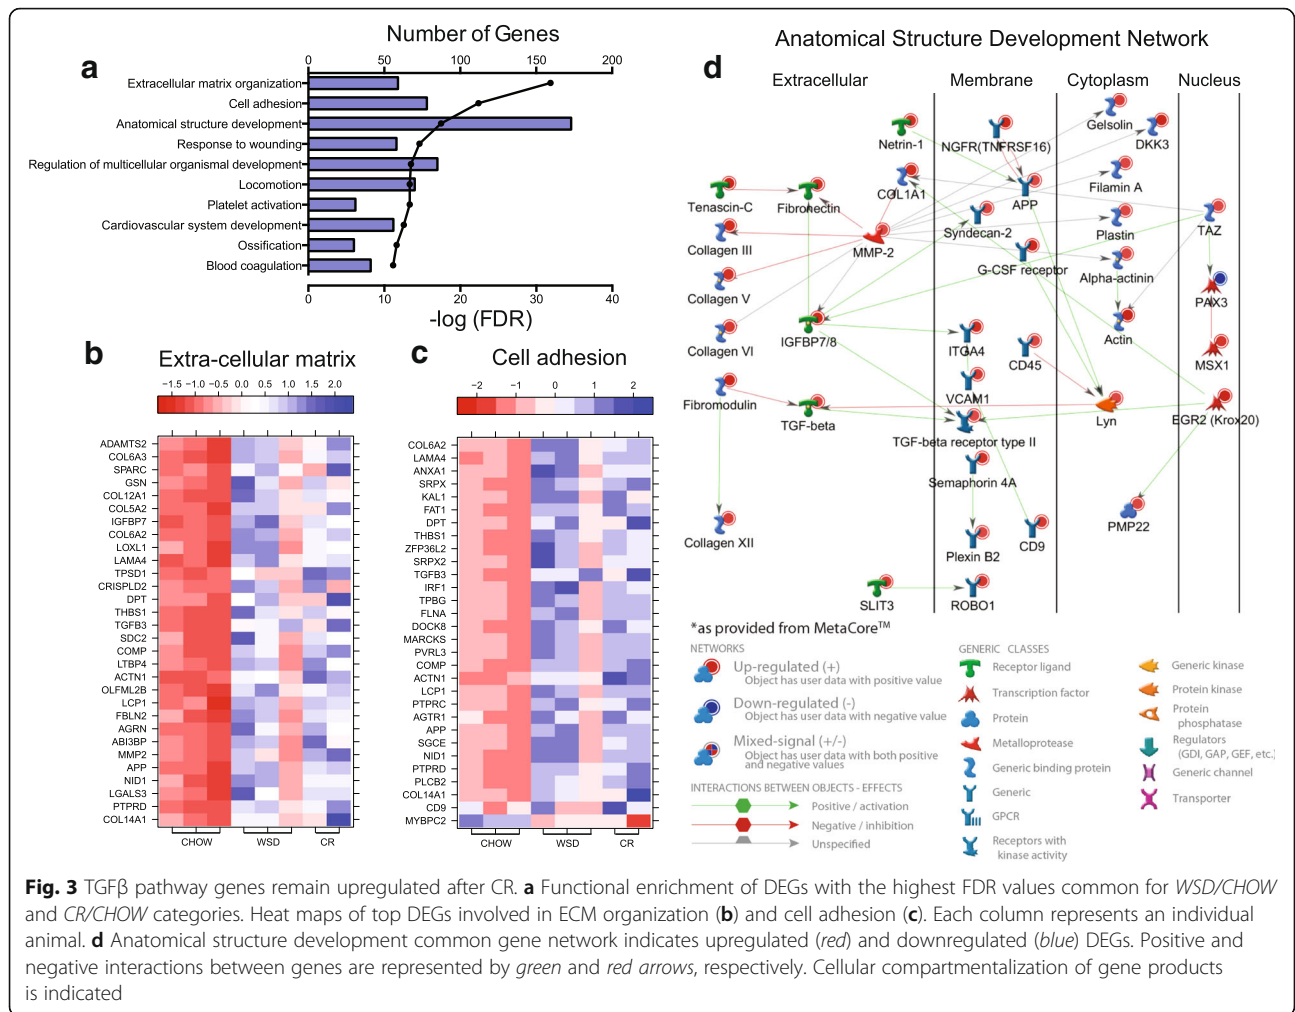 a
Number of Genes
0 50 100 150 200
Extracellular matrix organization
Cell adhesion
Anatomical structure development
Response to wounding
Regulation of multicellular organismal development
Locomotion
Platelet activation
Cardiovascular system development
Ossification
Blood coagulation
0 10 20 30 40
-log (FDR)
b
Extra-cellular matrix
−1.5 −1.0 −0.5 0.0 0.5 1.0 1.5 2.0
ADAMTS2
COL6A3
SPARC
GSN
COL12A1
COL5A2
IGFBP7
COL6A2
LOXL1
LAMA4
TPSD1
CRISPLD2
DPT
THBS1
TGFB3
SDC2
COMP
LTBP4
ACTN1
OLFML2B
LCP1
FBLN2
AGRN
ABI3BP
MMP2
APP
NID1
LGALS3
PTPRD
COL14A1
CHOW WSD CR
c
Cell adhesion
−2 −1 0 1 2
COL6A2
LAMA4
ANXA1
SRPX
KAL1
FAT1
DPT
THBS1
ZFP36L2
SRPX2
TGFB3
IRF1
TPBG
FLNA
DOCK8
MARCKS
PVRL3
COMP
ACTN1
LCP1
PTPRC
AGTR1
APP
SGCE
NID1
PTPRD
PLCB2
COL14A1
CD9
MYBPC2
CHOW WSD CR
d
Anatomical Structure Development Network
Extracellular Membrane Cytoplasm Nucleus
Gelsolin
Netrin-1 NGFR(TNFRSF16) DKK3
COL1A1 APP Filamin A
Tenascin-C Fibronectin
Collagen III MMP-2 Syndecan-2 Plastin TAZ
G-CSF receptor Alpha-actinin
Collagen V PAX3
Collagen VI IGFBP7/8 ITGA4 CD45 Actin MSX1
Fibromodulin VCAM1
TGF-beta Lyn EGR2 (Krox20)
TGF-beta receptor type II
Semaphorin 4A
Collagen XII Plexin B2 CD9 PMP22
SLIT3 ROBO1
*as provided from MetaCore™
NETWORKS
Up-regulated (+)
Object has user data with positive value
Down-regulated (-)
Object has user data with negative value
Mixed-signal (+/-)
Object has user data with both positive
and negative values
INTERACTIONS BETWEEN OBJECTS - EFFECTS
Positive / activation
Negative / inhibition
Unspecified
GENERIC CLASSES
Receptor ligand
Transcription factor
Protein
Metalloprotease
Generic binding protein
Generic
GPCR
Receptors with
kinase activity
Generic kinase
Protein kinase
Protein
phosphatase
Regulators
(GDI, GAP, GEF, etc.)
Generic channel
Transporter
Fig. 3 TGFβ pathway genes remain upregulated after CR. a Functional enrichment of DEGs with the highest FDR values common for WSD/CHOW
and CR/CHOW categories. Heat maps of top DEGs involved in ECM organization (b) and cell adhesion (c). Each column represents an individual
animal. d Anatomical structure development common gene network indicates upregulated (red) and downregulated (blue) DEGs. Positive and
negative interactions between genes are represented by green and red arrows, respectively. Cellular compartmentalization of gene products
is indicated